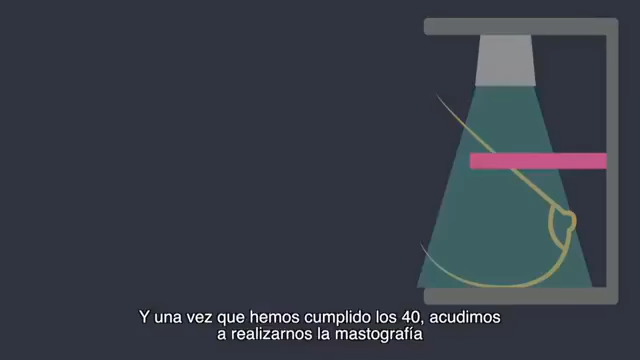 Y una vez que hemos cumplido los 40, acudimos
a realizarnos la mastografía